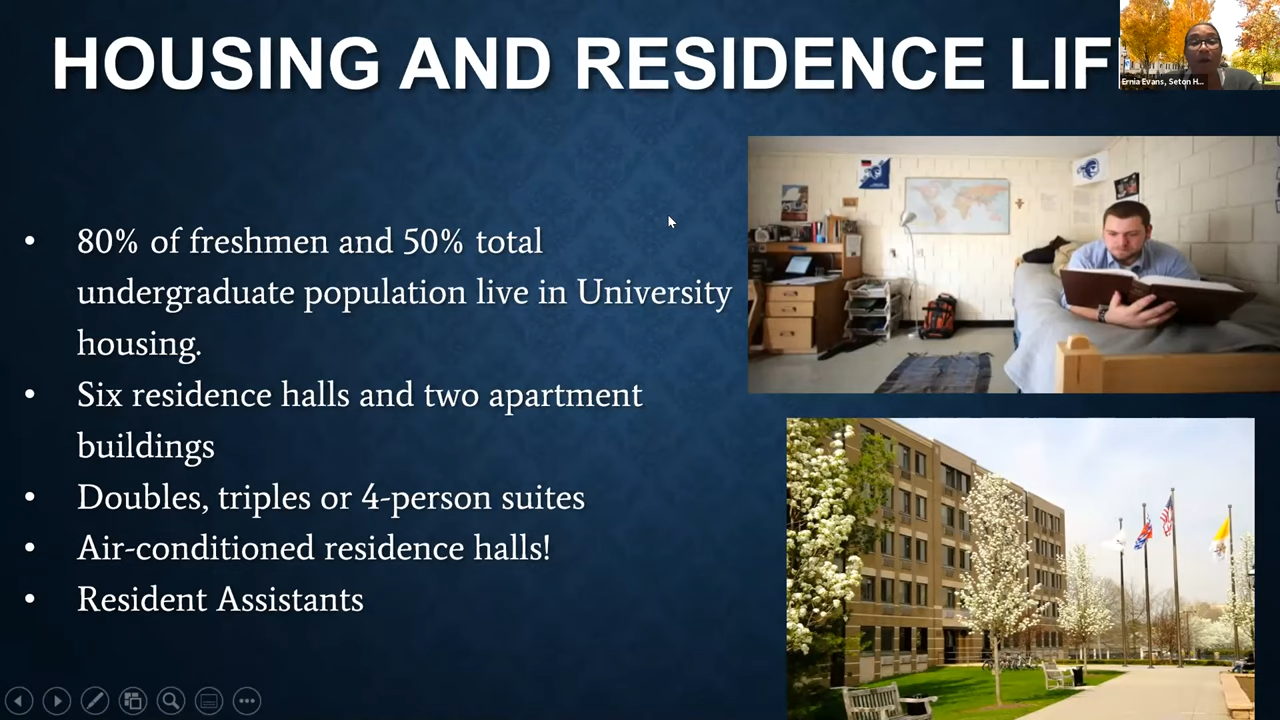 HOUSING AND RESIDENCE LIF
Ernia Evans, Seton H...
• 80% of freshmen and 50% total
undergraduate population live in University
housing.
• Six residence halls and two apartment
buildings
• Doubles, triples or 4-person suites
• Air-conditioned residence halls!
• Resident Assistants